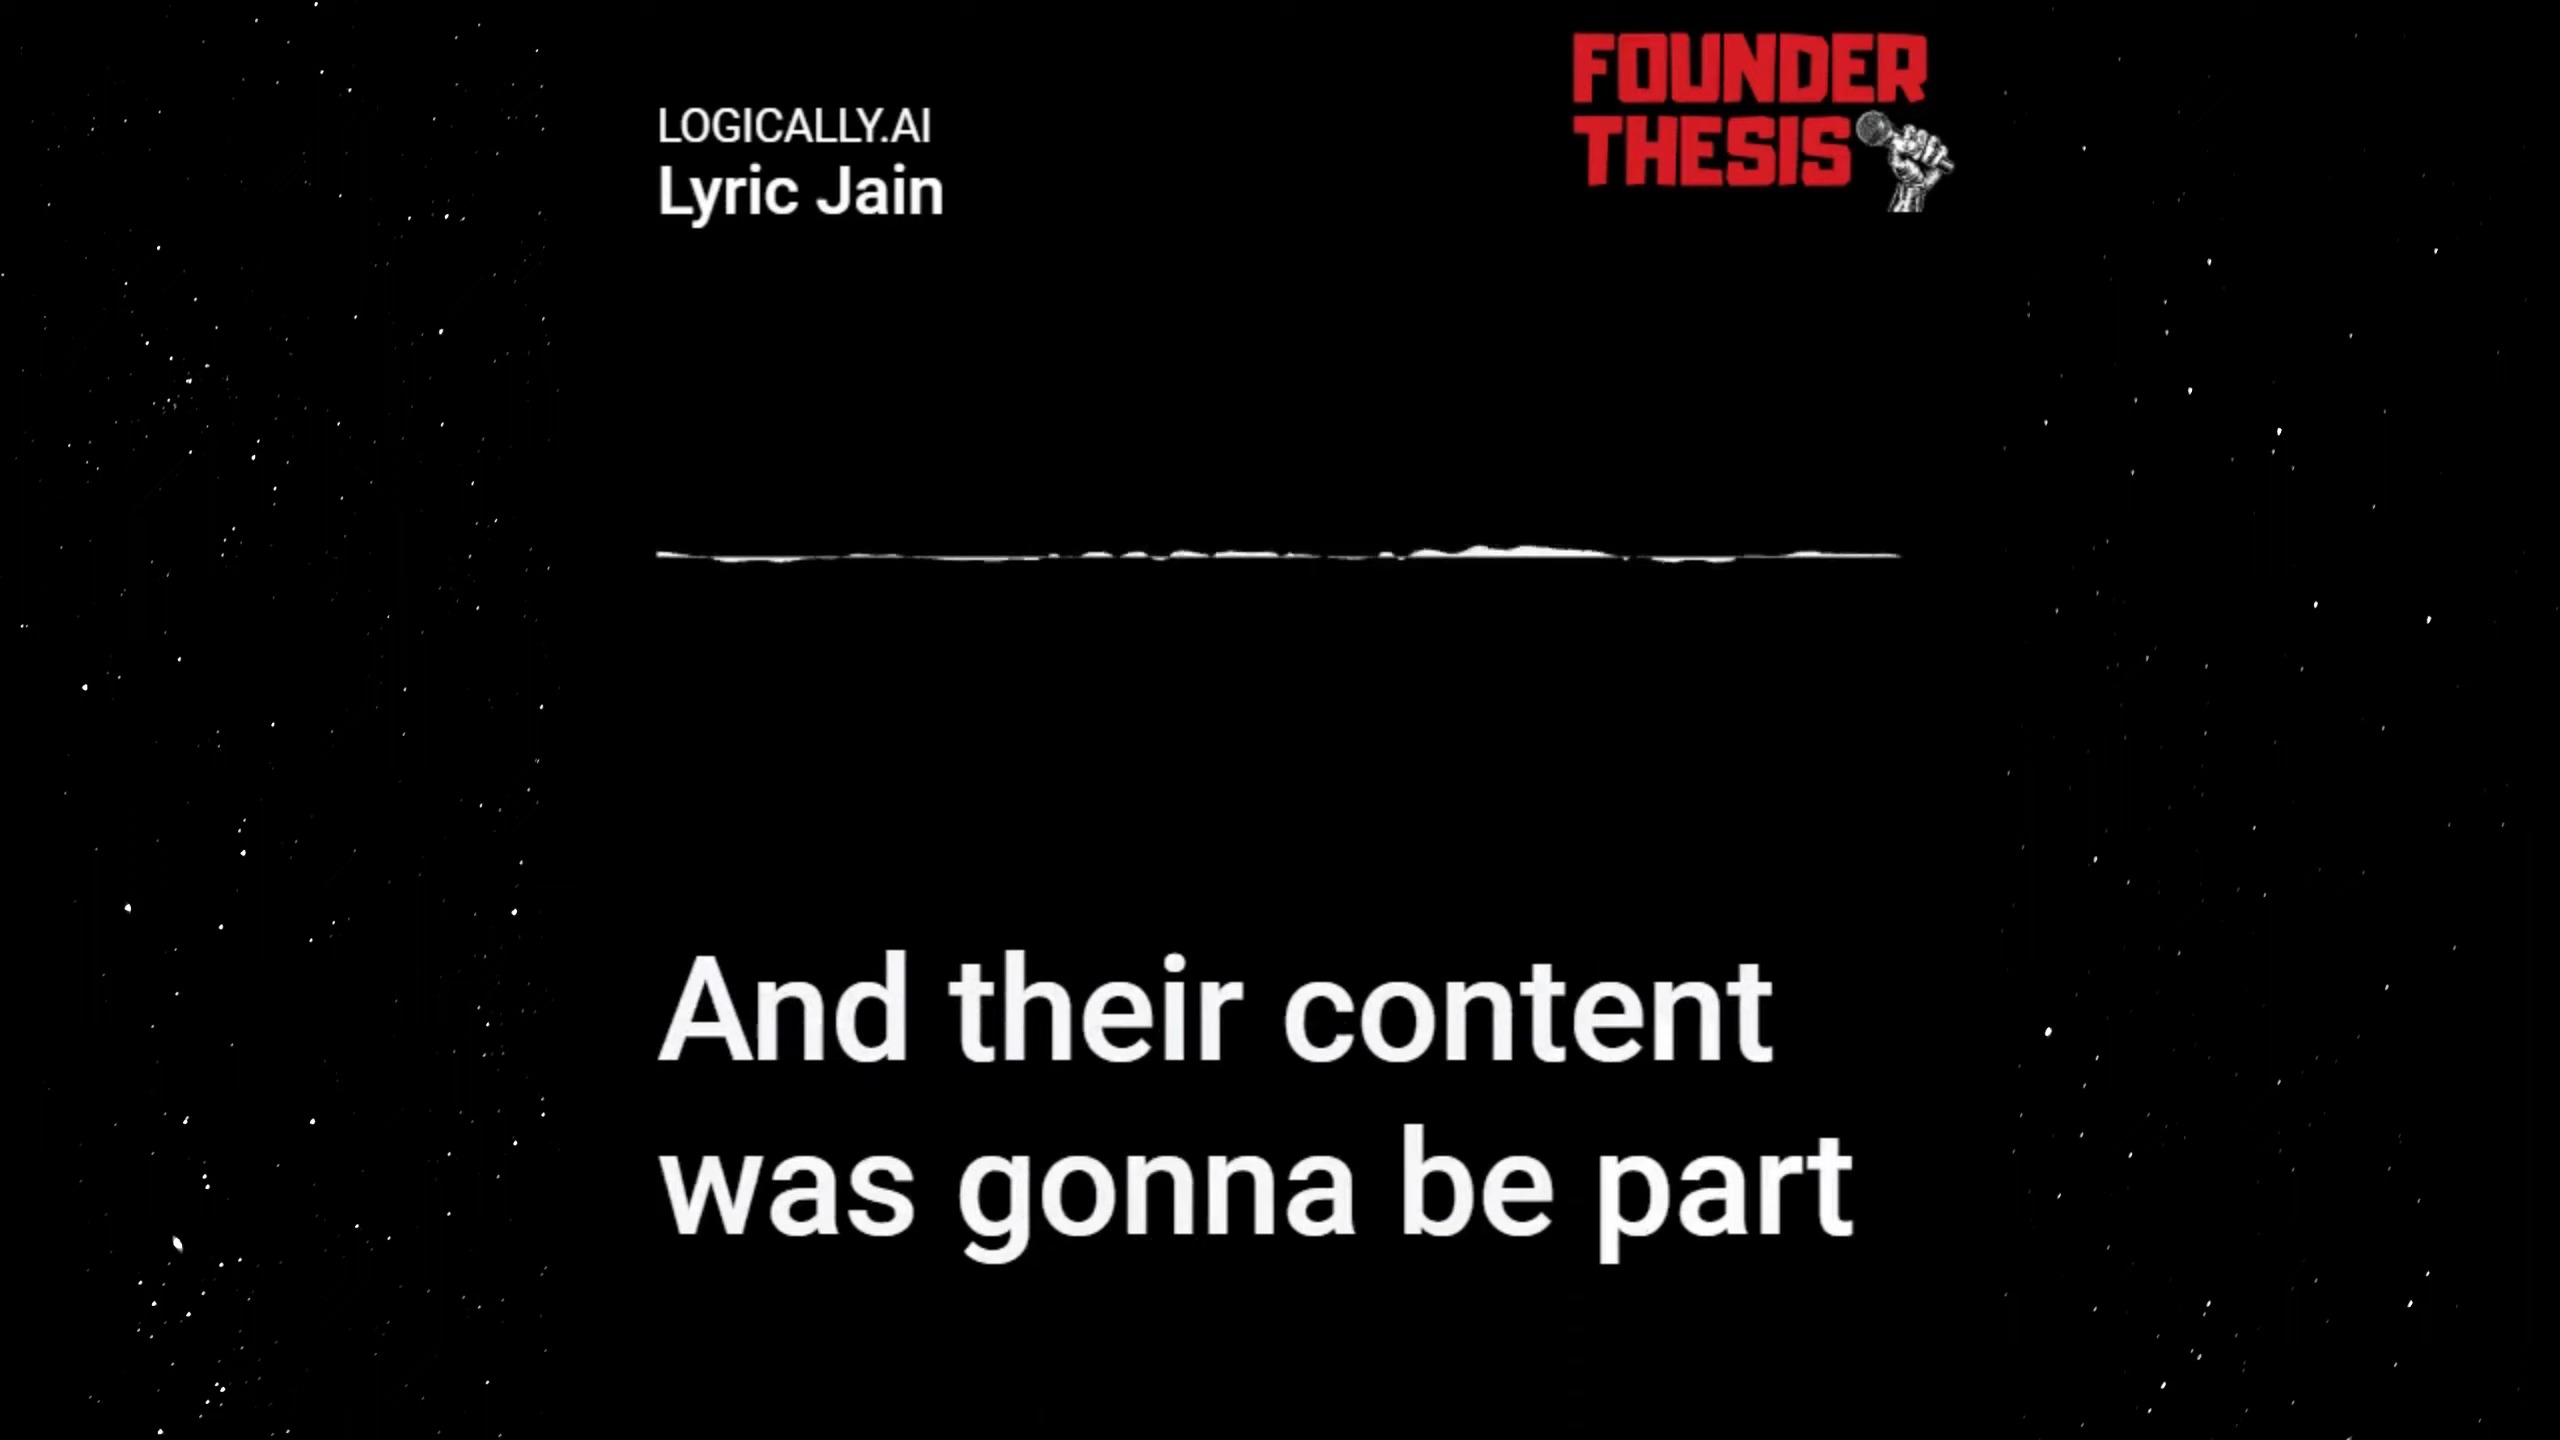 LOGICALLY.AI
Lyric Jain
FOUNDER
THESIS
And their content
was gonna be part